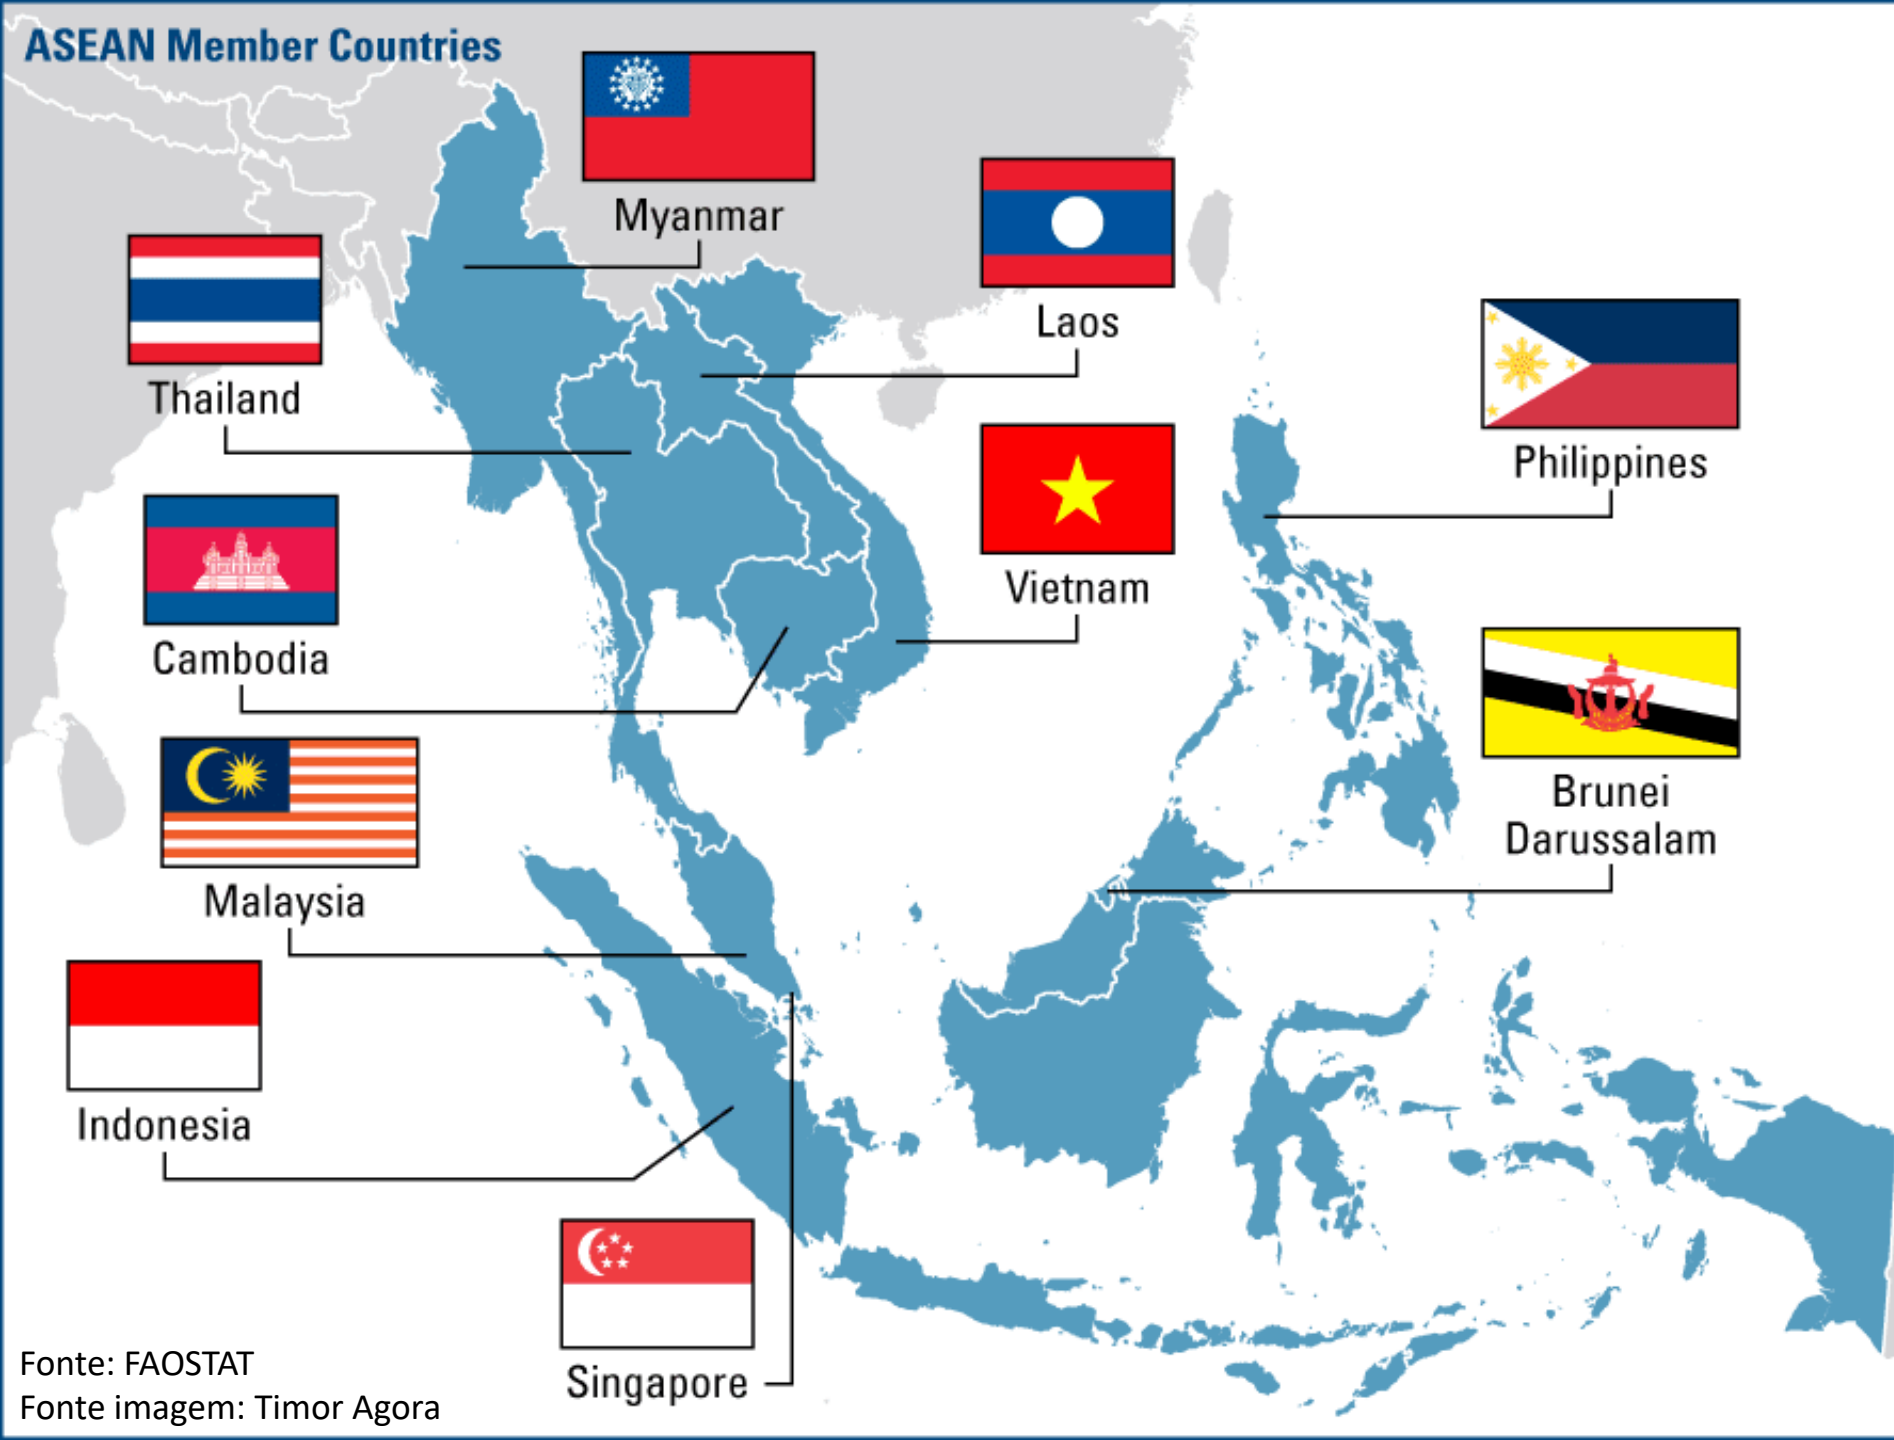 ASEAN Member Countries
Myanmar
Laos
Thailand
Philippines
Vietnam
Cambodia
Brunei
Darussalam
Malaysia
Indonesia
Singapore
Fonte: FAOSTAT
Fonte imagem: Timor Agora